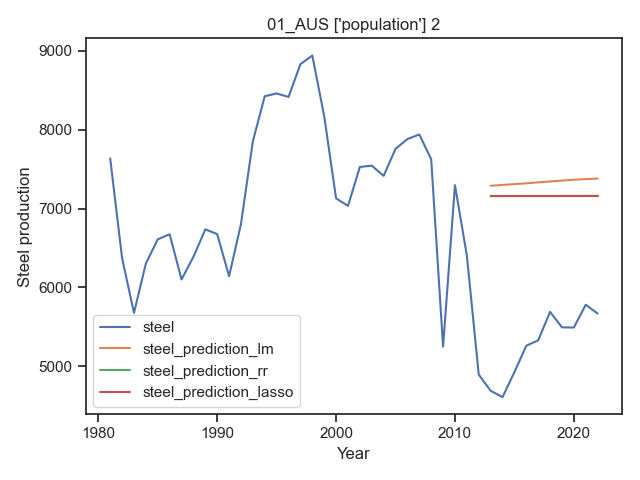 01_AUS ['population'] 2
Steel production
9000
8000
7000
6000
5000
steel
steel_prediction_lm
steel_prediction_rr
steel_prediction_lasso
1980
1990
2000
2010
2020
Year